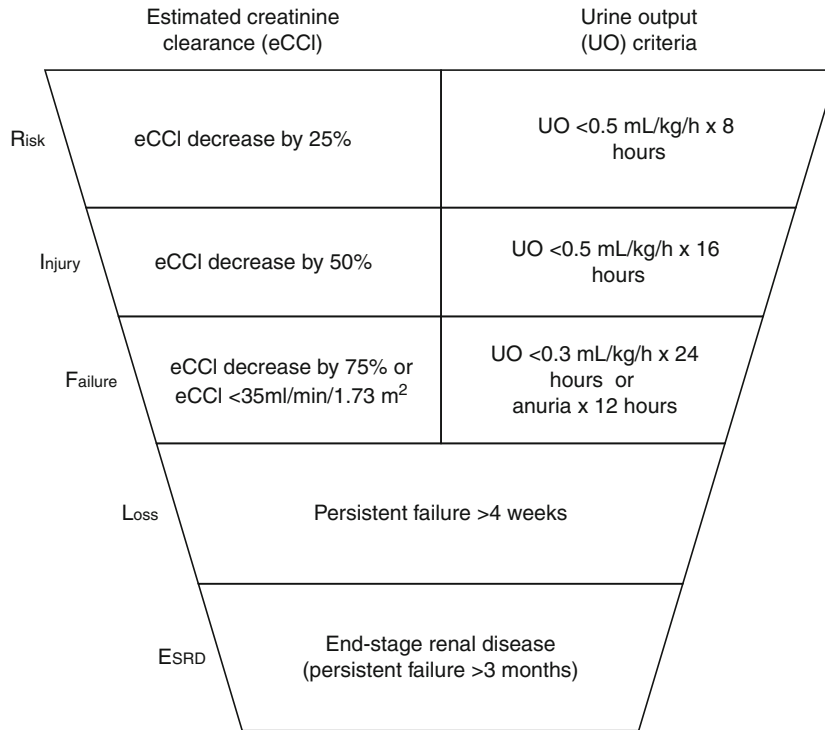 Estimated creatinine
clearance (eCCl)
Urine output
(UO) criteria
Risk
eCCl decrease by 25%
UO <0.5 mL/kg/h x 8
hours
Injury
eCCl decrease by 50%
UO <0.5 mL/kg/h x 16
hours
Failure
eCCl decrease by 75% or
eCCl <35ml/min/1.73 m²
UO <0.3 mL/kg/h x 24
hours or
anuria x 12 hours
Loss
Persistent failure >4 weeks
ESRD
End-stage renal disease
(persistent failure >3 months)